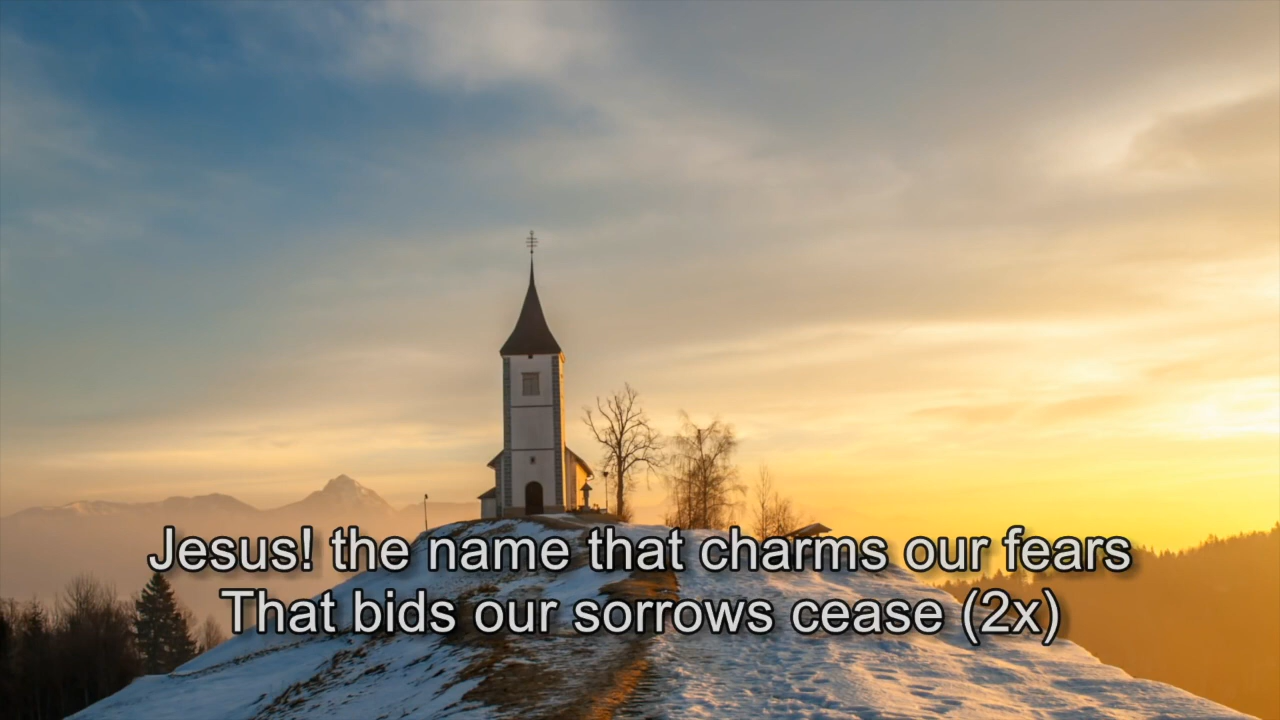 Jesus! the name that charms our fears
That bids our sorrows cease (2x)